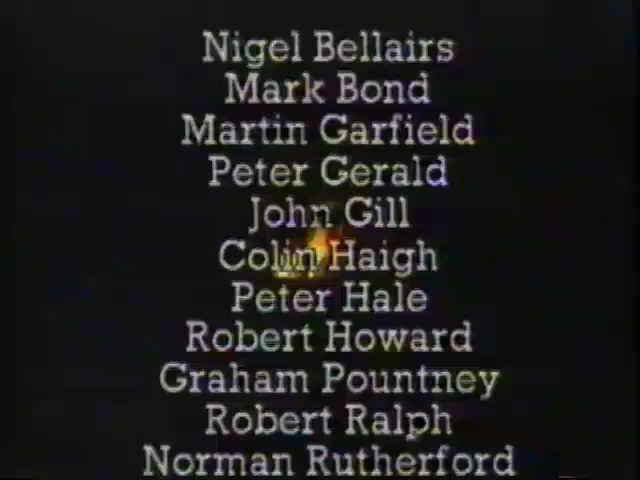 Nigel Bellairs
Mark Bond
Martin Garfield
Peter Gerald
John Gill
Colin Haigh
Peter Hale
Robert Howard
Graham Pountney
Robert Ralph
Norman Rutherford